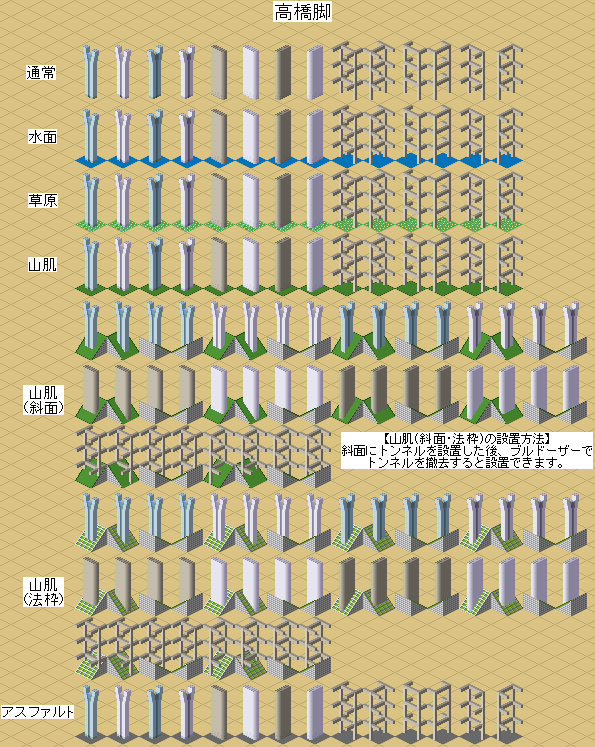 高橋脚
通常
水面
草原
山肌
山肌
(斜面)
【山肌(斜面・法枠)の設置方法】
斜面にトンネルを設置した後、ブルドーザーで
トンネルを撤去すると設置できます。
山肌
(法枠)
アスファルト